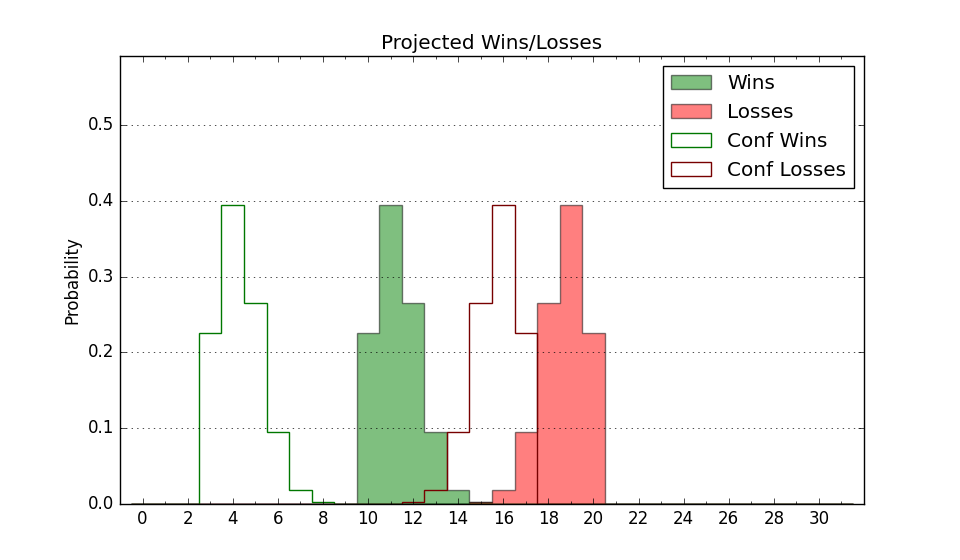 Projected Wins/Losses
Wins
Losses
Conf Wins
Conf Losses
Probability
0.5
0.4
0.3
0.2
0.1
0.0
0 2 4 6 8 10 12 14 16 18 20 22 24 26 28 30